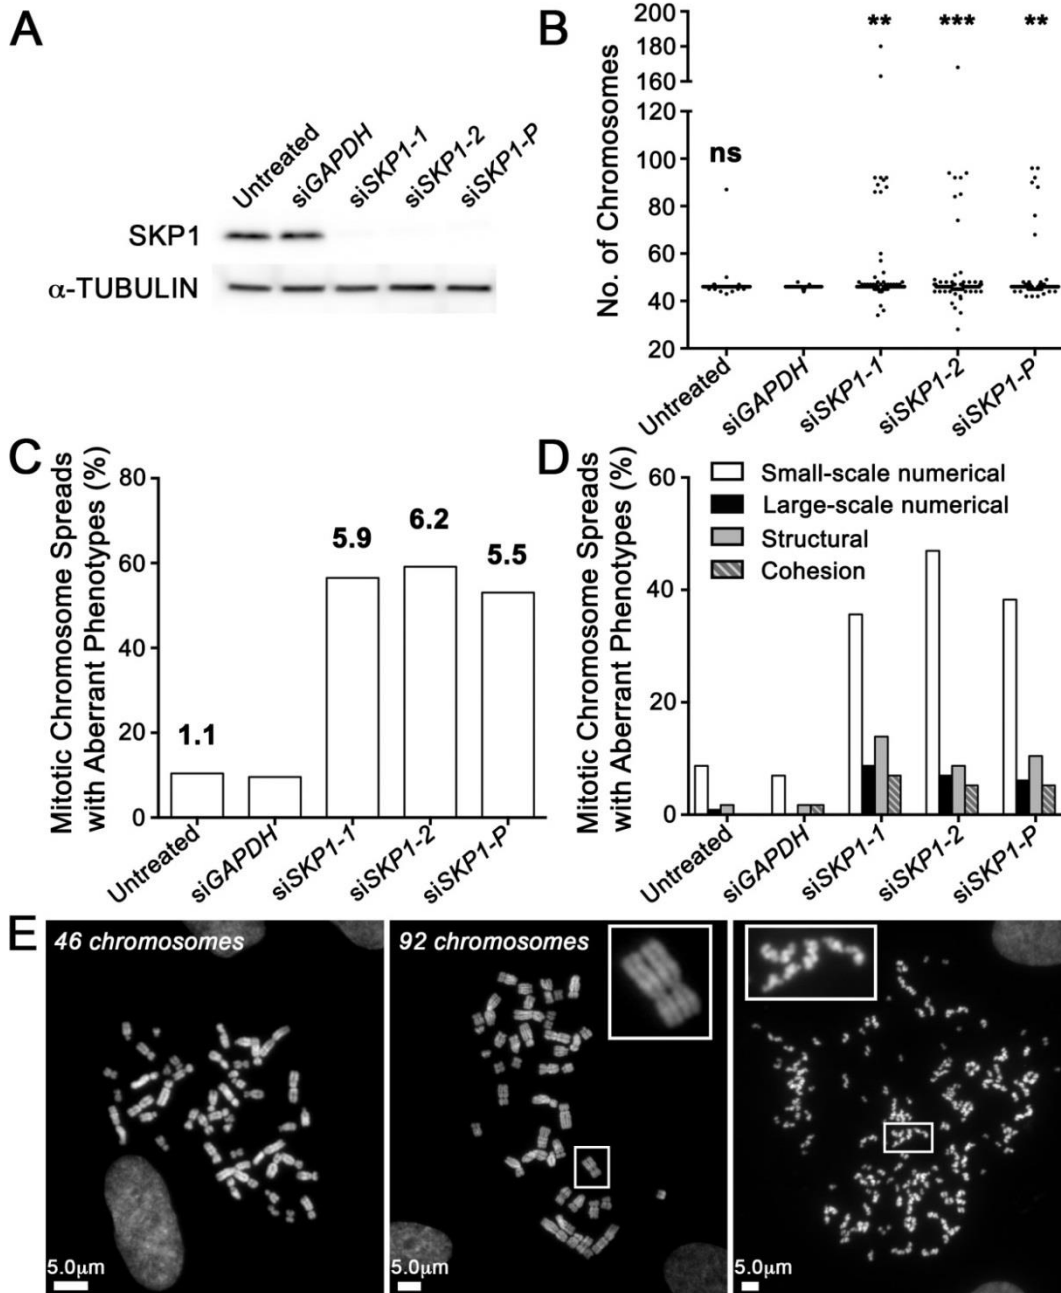 A
Untreated
siGAPDH
siSKP1-1
siSKP1-2
siSKP1-P
SKP1
α-TUBULIN
B
No. of Chromosomes
200
180
160
120
100
80
60
40
20
ns
**
***
**
Untreated
siGAPDH
siSKP1-1
siSKP1-2
siSKP1-P
C
Mitotic Chromosome Spreads
with Aberrant Phenotypes (%)
80
60
40
20
0
1.1
5.9
6.2
5.5
Untreated
siGAPDH
siSKP1-1
siSKP1-2
siSKP1-P
D
Mitotic Chromosome Spreads
with Aberrant Phenotypes (%)
60
40
20
0
Small-scale numerical
Large-scale numerical
Structural
Cohesion
Untreated
siGAPDH
siSKP1-1
siSKP1-2
siSKP1-P
E
46 chromosomes
5.0μm
92 chromosomes
5.0μm
5.0μm